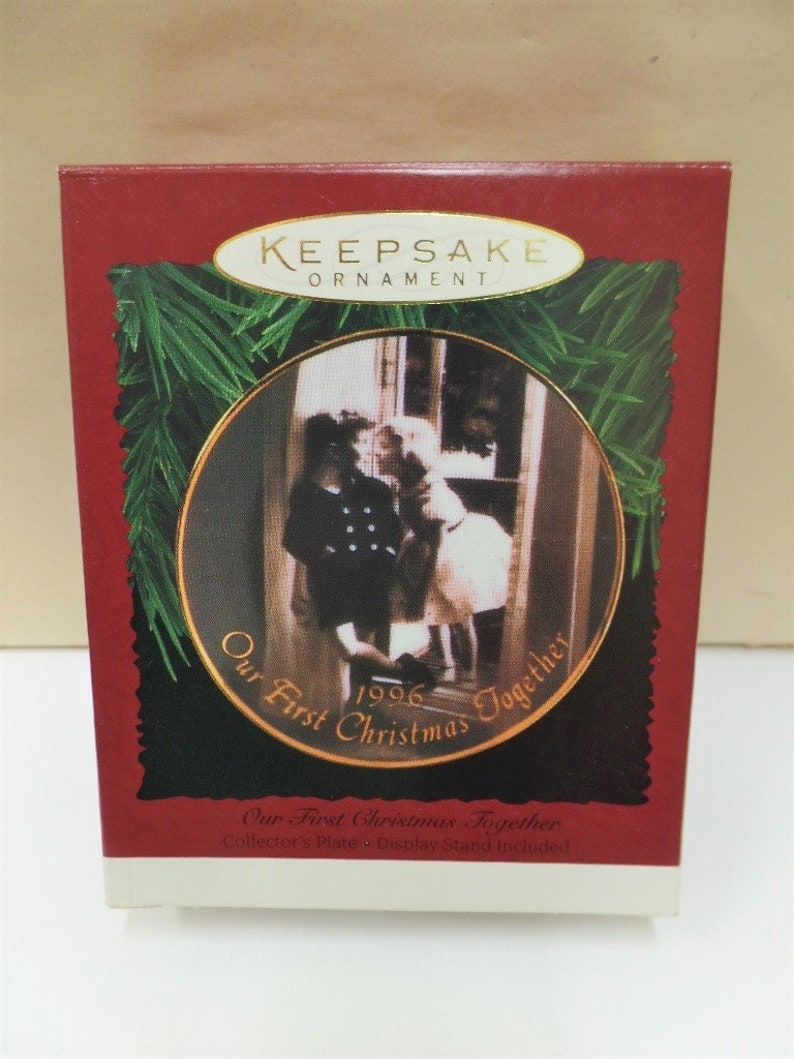 KEEPSAKE
ORNAMENT
1996
Our First Christmas Together
Our First Christmas Together
Collector's Plate • Display Stand Included